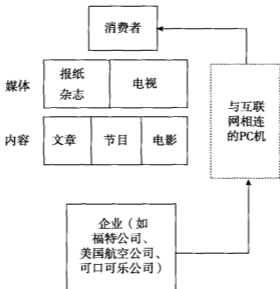 消费者
媒体
报纸
杂志
电视
内容
文章
节目
电影
与互联
网相连
的PC机
企业（如
福特公司、
美国航空公司、
可口可乐公司）